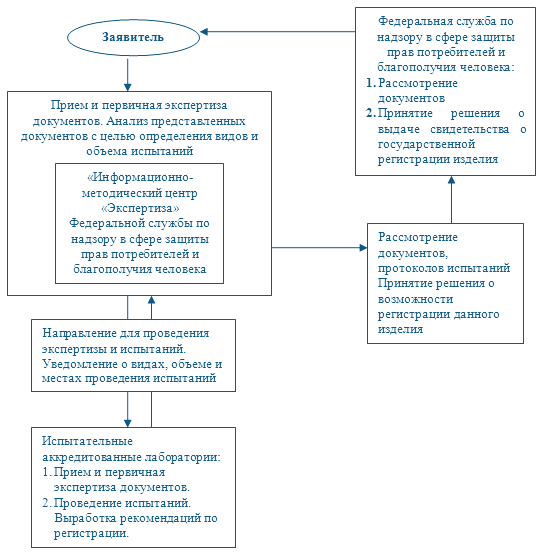 Заявитель
Прием и первичная экспертиза
документов. Анализ представленных
документов с целью определения видов и
объема испытаний
«Информационно-
методический центр
«Экспертиза»
Федеральной службы по
надзору в сфере защиты
прав потребителей и
благополучия человека
Направление для проведения
экспертизы и испытаний.
Уведомление о видах, объеме и
местах проведения испытаний
Испытательные
аккредитованные лаборатории:
1. Прием и первичная
экспертиза документов.
2. Проведение испытаний.
Выработка рекомендаций по
регистрации.
Рассмотрение
документов,
протоколов испытаний
Принятие решения о
возможности
регистрации данного
изделия
Федеральная служба по
надзору в сфере защиты
прав потребителей и
благополучия человека:
1. Рассмотрение
документов
2. Принятие решения о
выдаче свидетельства о
государственной
регистрации изделия